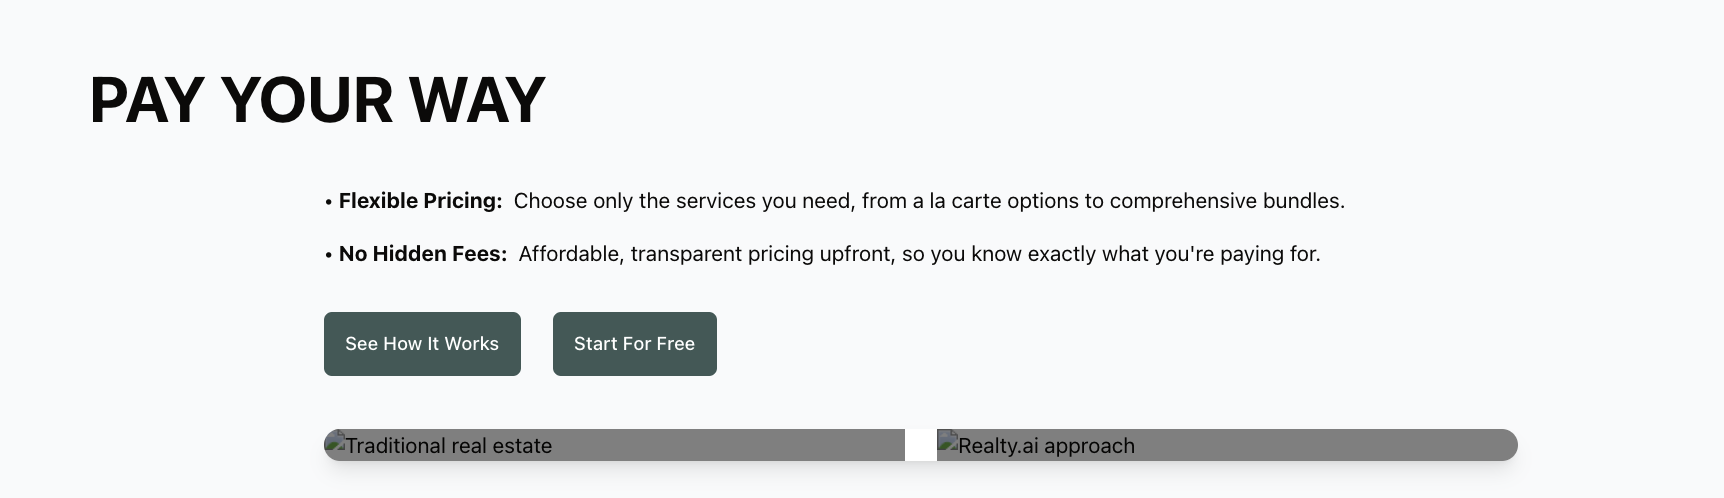 PAY YOUR WAY
• Flexible Pricing: Choose only the services you need, from a la carte options to comprehensive bundles.
• No Hidden Fees: Affordable, transparent pricing upfront, so you know exactly what you're paying for.
See How It Works
Start For Free
Traditional real estate
Realty.ai approach